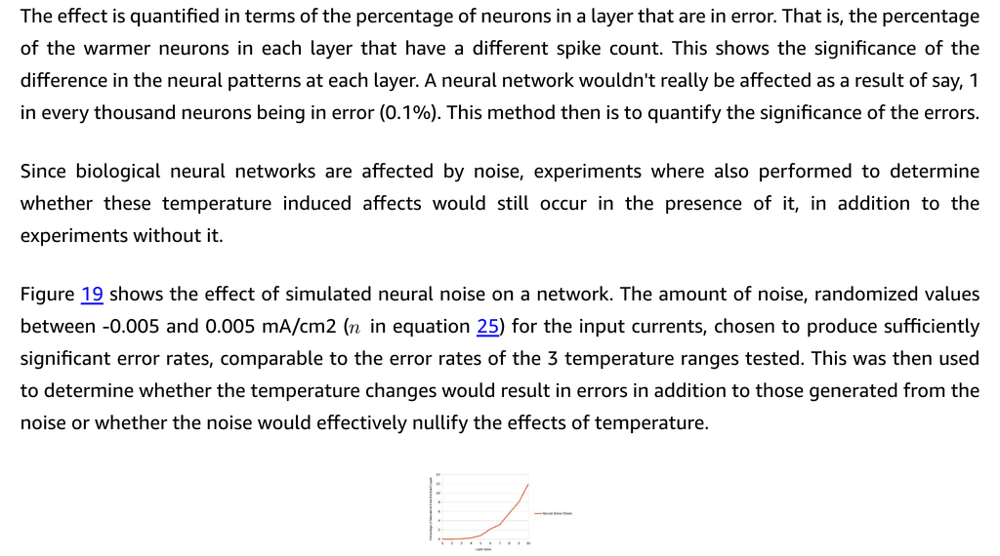 The effect is quantified in terms of the percentage of neurons in a layer that are in error. That is, the percentage
of the warmer neurons in each layer that have a different spike count. This shows the significance of the
difference in the neural patterns at each layer. A neural network wouldn't really be affected as a result of say, 1
in every thousand neurons being in error (0.1%). This method then is to quantify the significance of the errors.
Since biological neural networks are affected by noise, experiments where also performed to determine
whether these temperature induced affects would still occur in the presence of it, in addition to the
experiments without it.
Figure 19 shows the effect of simulated neural noise on a network. The amount of noise, randomized values
between -0.005 and 0.005 mA/cm2 (n in equation 25) for the input currents, chosen to produce sufficiently
significant error rates, comparable to the error rates of the 3 temperature ranges tested. This was then used
to determine whether the temperature changes would result in errors in addition to those generated from the
noise or whether the noise would effectively nullify the effects of temperature.
14
12
10
8
6
4
2
0
1 2 3 4 5 6 7 8 9 10